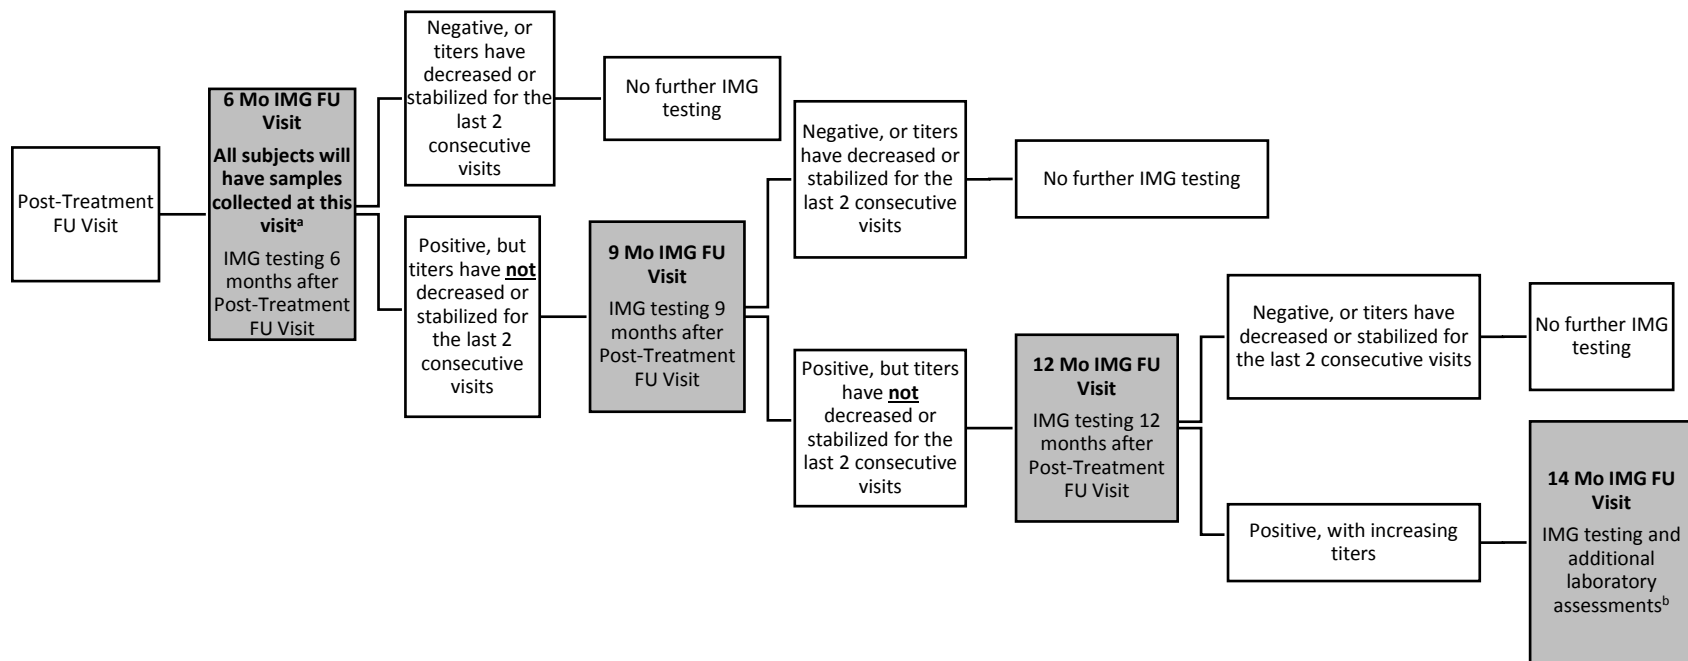 Post-Treatment
FU Visit
6 Mo IMG FU
Visit
All subjects will
have samples
collected at this
visitᵃ
IMG testing 6
months after
Post-Treatment
FU Visit
Negative, or
titers have
decreased or
stabilized for the
last 2
consecutive
visits
No further IMG
testing
Positive, but
titers have not
decreased or
stabilized for
the last 2
consecutive
visits
9 Mo IMG FU
Visit
IMG testing 9
months after
Post-Treatment
FU Visit
Negative, or titers
have decreased or
stabilized for the
last 2 consecutive
visits
No further IMG testing
Positive, but titers
have not
decreased or
stabilized for the
last 2 consecutive
visits
12 Mo IMG FU
Visit
IMG testing 12
months after
Post-Treatment
FU Visit
Negative, or titers have
decreased or stabilized for
the last 2 consecutive visits
No further IMG
testing
Positive, with increasing
titers
14 Mo IMG FU
Visit
IMG testing and
additional
laboratory
assessmentsᵇ